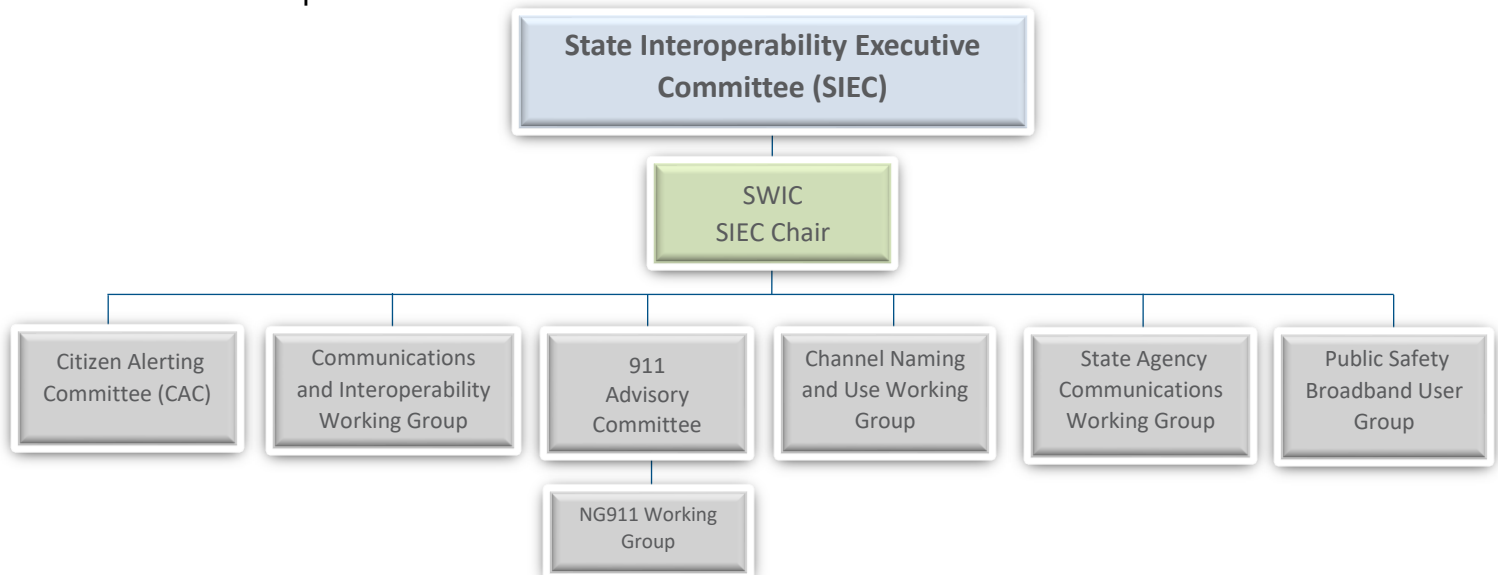 State Interoperability Executive
Committee (SIEC)
SWIC
SIEC Chair
Citizen Alerting
Committee (CAC)
Communications
and Interoperability
Working Group
911
Advisory
Committee
Channel Naming
and Use Working
Group
State Agency
Communications
Working Group
Public Safety
Broadband User
Group
NG911 Working
Group